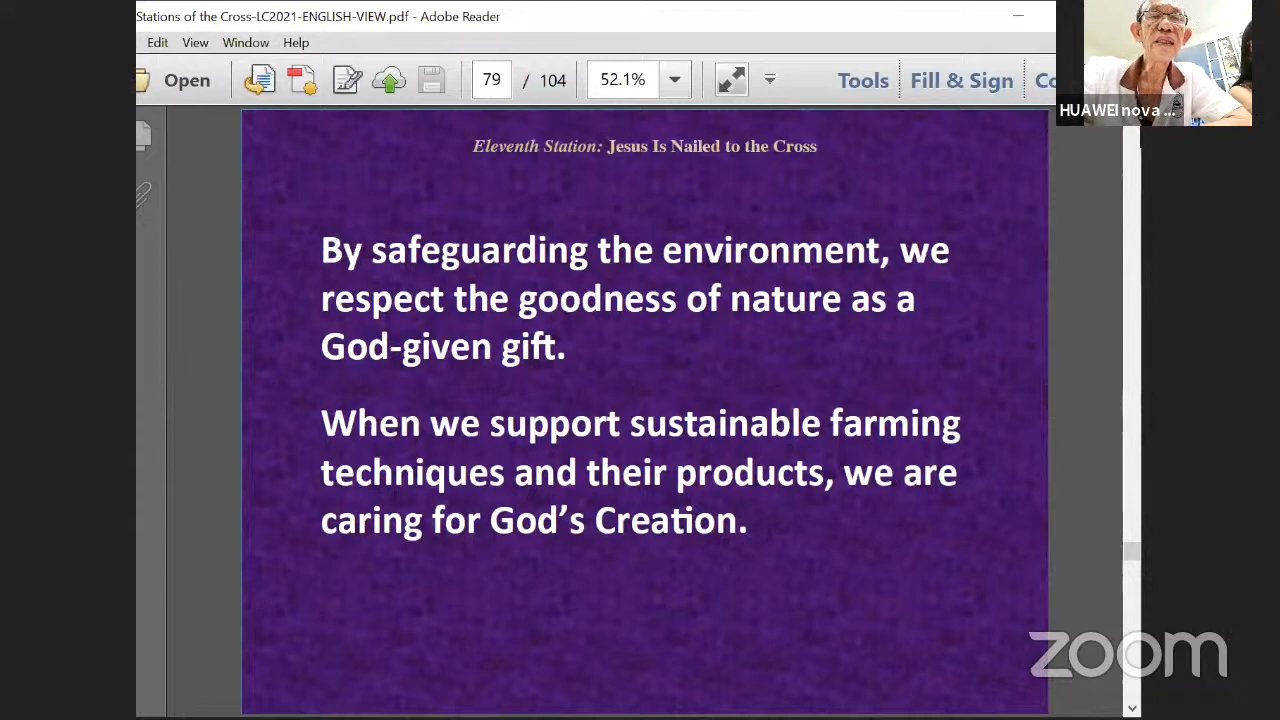 Stations of the Cross-LC2021-ENGLISH-VIEW.pdf - Adobe Reader
Edit View Window Help
Open 79 / 104 52.1% Tools Fill & Sign Co
HUAWEI nova ...
Eleventh Station: Jesus Is Nailed to the Cross
By safeguarding the environment, we
respect the goodness of nature as a
God-given gift.
When we support sustainable farming
techniques and their products, we are
caring for God’s Creation.
zoom